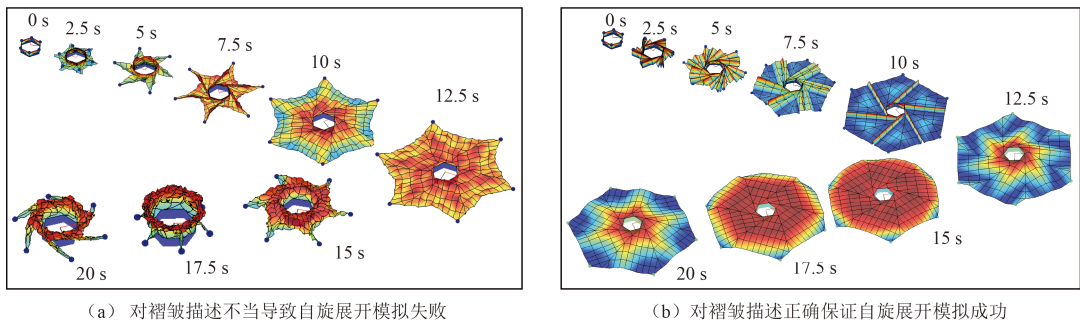 0 s
2.5 s
5 s
7.5 s
10 s
12.5 s
20 s
17.5 s
15 s
(a) 对褶皱描述不当导致自旋展开模拟失败
0 s
2.5 s
5 s
7.5 s
10 s
12.5 s
20 s
17.5 s
15 s
(b) 对褶皱描述正确保证自旋展开模拟成功